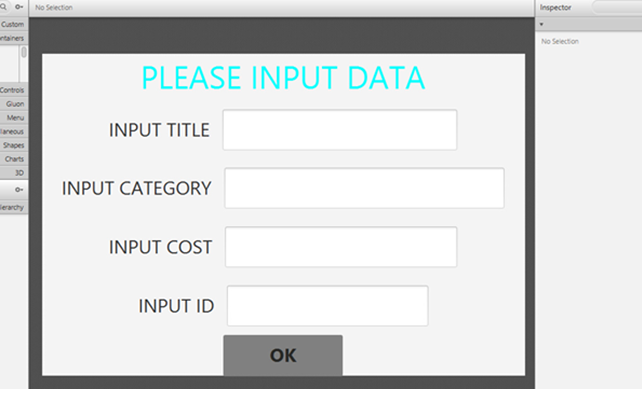 No Selection
Inspector
Custom
ntainers
No Selection
PLEASE INPUT DATA
INPUT TITLE
INPUT CATEGORY
INPUT COST
INPUT ID
OK
Controls
Gluon
Menu
llaneous
Shapes
Charts
3D
ierarchy